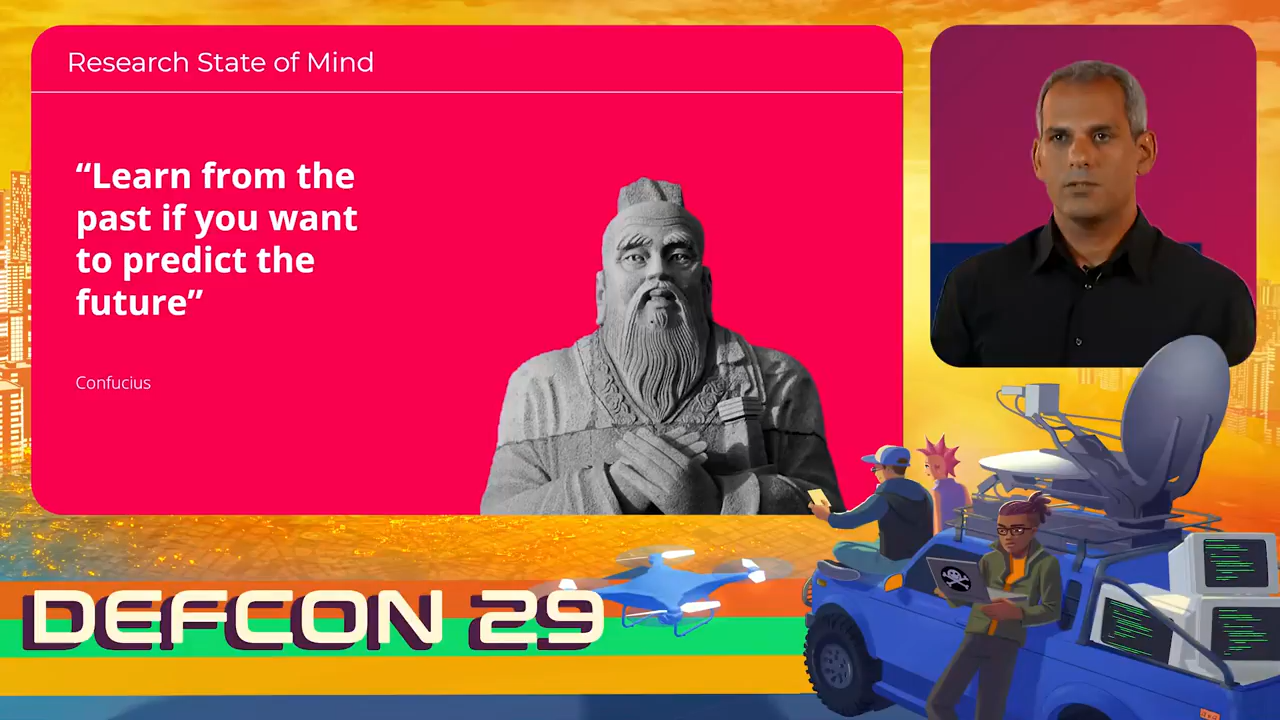 Research State of Mind
“Learn from the
past if you want
to predict the
future”
Confucius
DEFCON 29